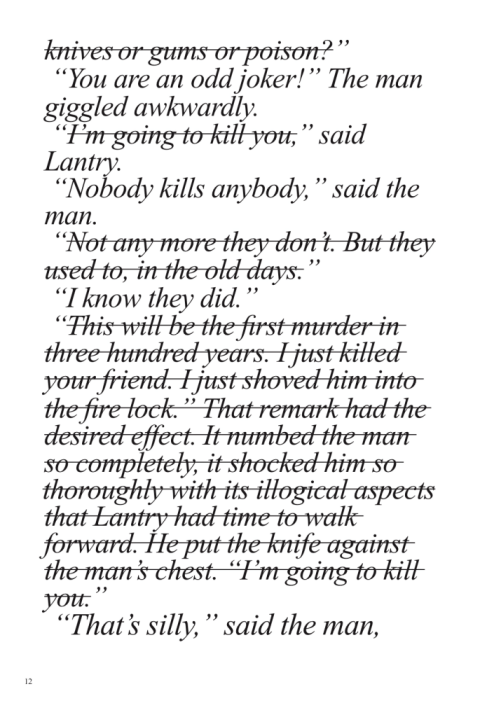 knives or gums or poison?”
“You are an odd joker!” The man
giggled awkwardly.
“I’m going to kill you,” said
Lantry.
“Nobody kills anybody,” said the
man.
“Not any more they don’t. But they
used to, in the old days.”
“I know they did.”
“This will be the first murder in
three hundred years. I just killed
your friend. I just shoved him into
the fire lock.” That remark had the
desired effect. It numbed the man
so completely, it shocked him so
thoroughly with its illogical aspects
that Lantry had time to walk
forward. He put the knife against
the man’s chest. “I’m going to kill
you.”
“That’s silly,” said the man,
12